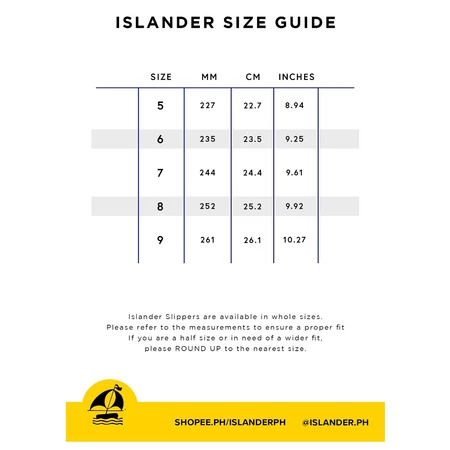 ISLANDER SIZE GUIDE
SIZE MM CM INCHES
5 227 22.7 8.94
6 235 23.5 9.25
7 244 24.4 9.61
8 252 25.2 9.92
9 261 26.1 10.27
Islander Slippers are available in whole sizes.
Please refer to the measurements to ensure a proper fit
If you are a half size or in need of a wider fit,
please ROUND UP to the nearest size.
SHOPEE.PH/ISLANDERPH @ISLANDER.PH